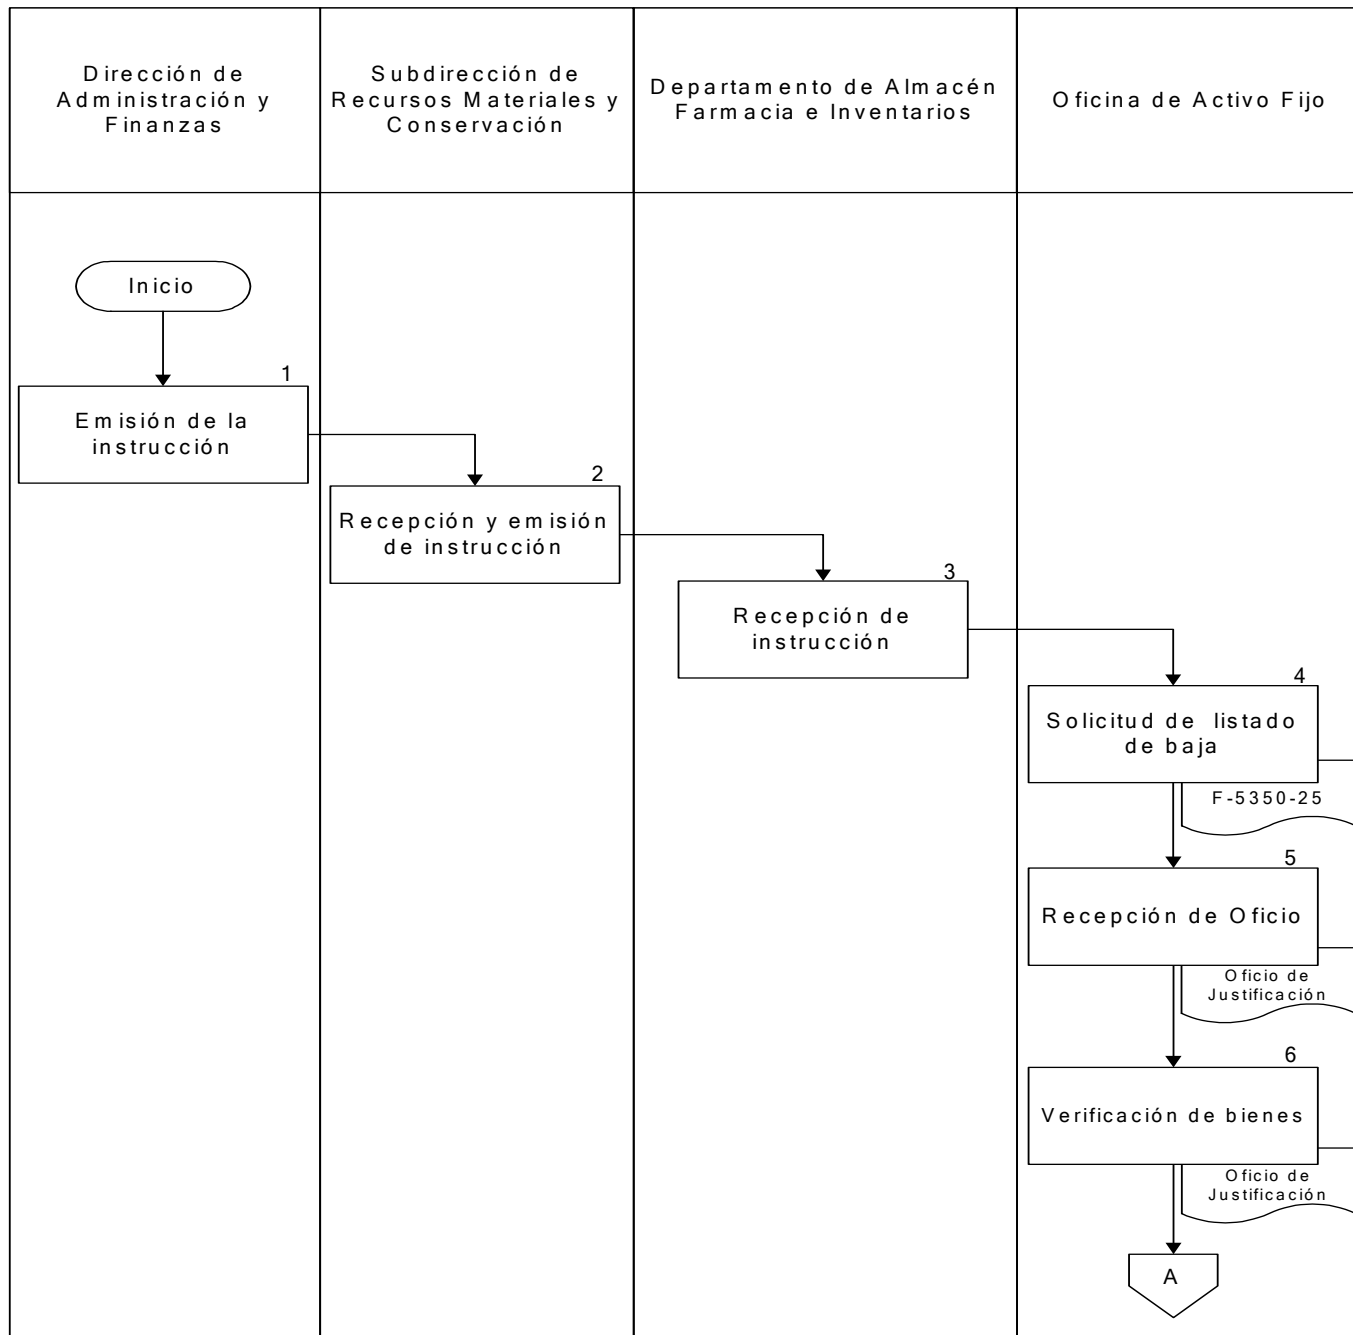 Dirección de
Administración y
Finanzas
Subdirección de
Recursos Materiales y
Conservación
Departamento de Almacén
Farmacia e Inventarios
Oficina de Activo Fijo
Inicio
1
Emisión de la
instrucción
2
Recepción y emisión
de instrucción
3
Recepción de
instrucción
4
Solicitud de listado
de baja
F-5350-25
5
Recepción de Oficio
Oficio de
Justificación
6
Verificación de bienes
Oficio de
Justificación
A